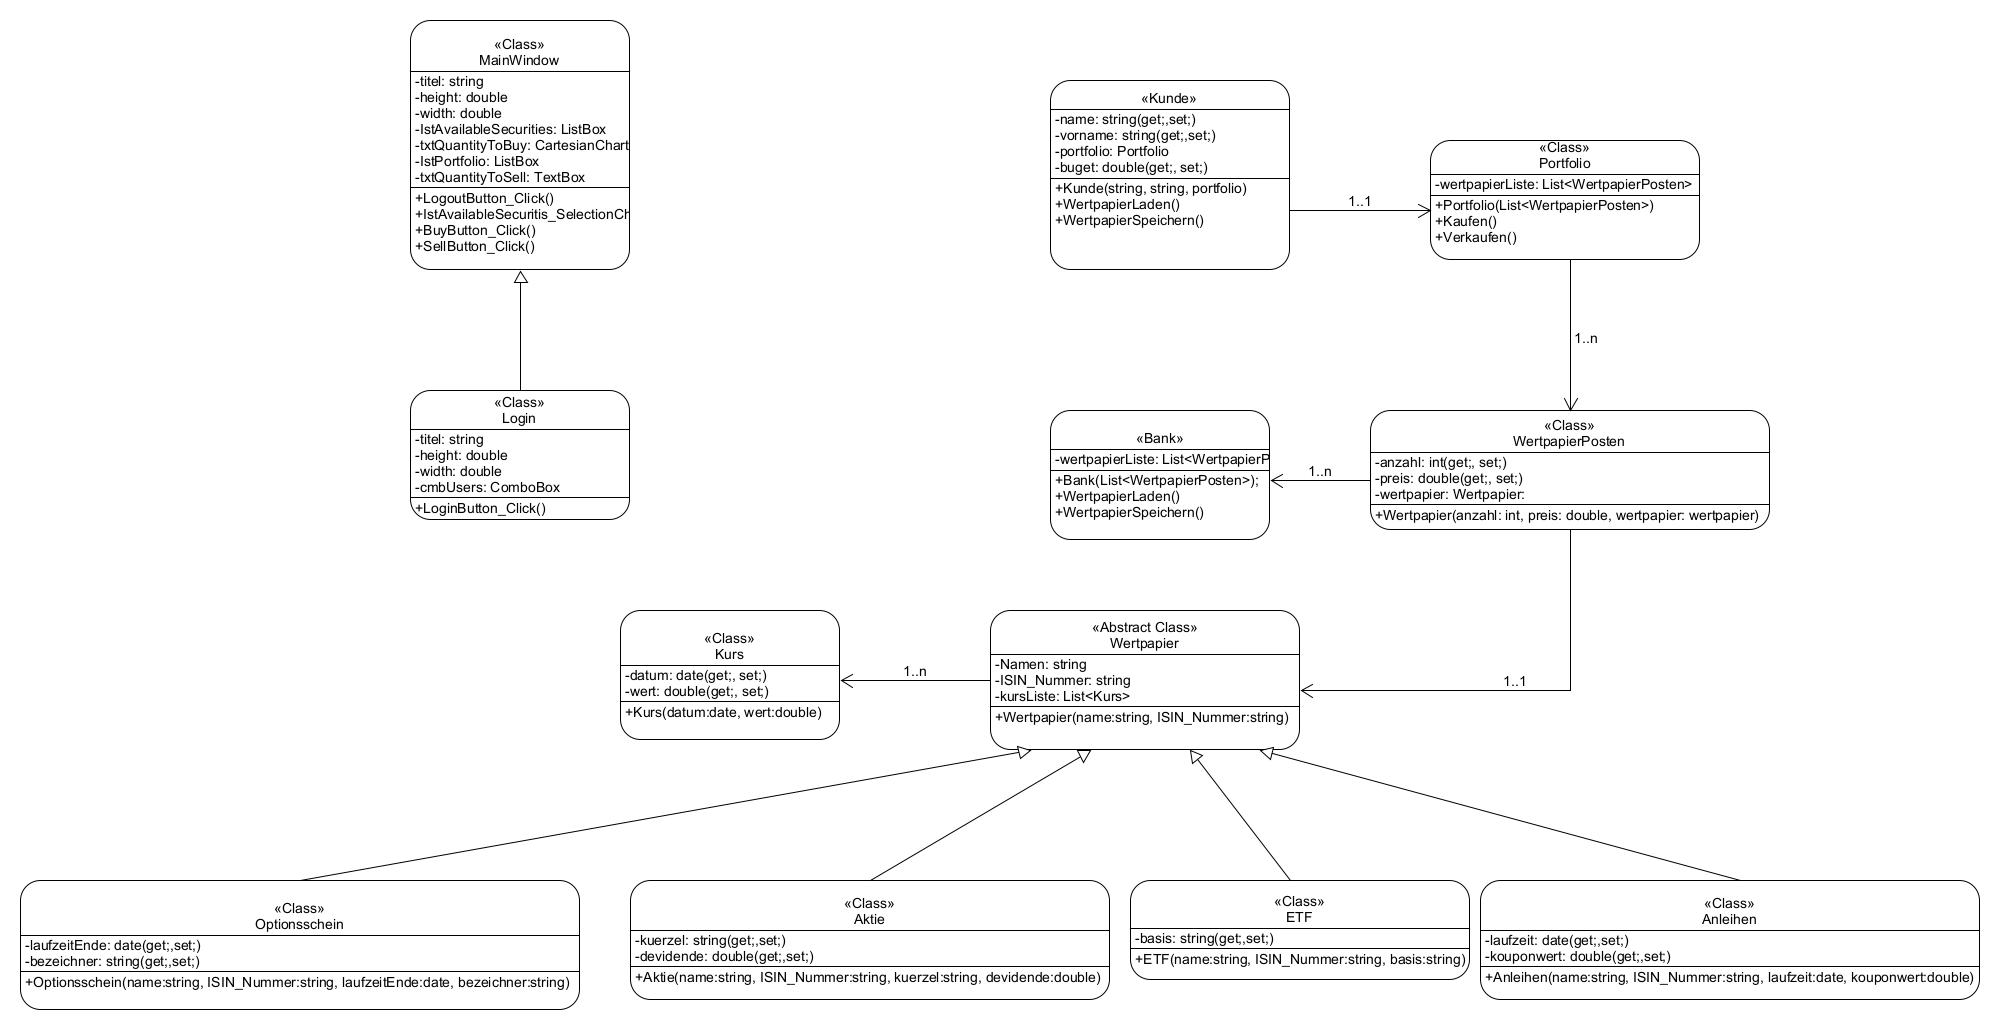 «Class»
MainWindow
-titel: string
-height: double
-width: double
-lstAvailableSecurities: ListBox
-txtQuantityToBuy: CartesianChart
-lstPortfolio: ListBox
-txtQuantityToSell: TextBox
+LogoutButton_Click()
+lstAvailableSecuritis_SelectionCh
+BuyButton_Click()
+SellButton_Click()
«Kunde»
-name: string(get;,set;)
-vorname: string(get;,set;)
-portfolio: Portfolio
-buget: double(get;, set;)
+Kunde(string, string, portfolio)
+WertpapierLaden()
+WertpapierSpeichern()
1..1
«Class»
Portfolio
-wertpapierListe: List<WertpapierPosten>
+Portfolio(List<WertpapierPosten>)
+Kaufen()
+Verkaufen()
1..n
«Class»
Login
-titel: string
-height: double
-width: double
-cmbUsers: ComboBox
+LoginButton_Click()
«Bank»
-wertpapierListe: List<WertpapierP
+Bank(List<WertpapierPosten>);
+WertpapierLaden()
+WertpapierSpeichern()
1..n
«Class»
WertpapierPosten
-anzahl: int(get;, set;)
-preis: double(get;, set;)
-wertpapier: Wertpapier:
+Wertpapier(anzahl: int, preis: double, wertpapier: wertpapier)
«Class»
Kurs
-datum: date(get;, set;)
-wert: double(get;, set;)
+Kurs(datum:date, wert:double)
1..n
«Abstract Class»
Wertpapier
-Namen: string
-ISIN_Nummer: string
-kursListe: List<Kurs>
+Wertpapier(name:string, ISIN_Nummer:string)
1..1
«Class»
Optionsschein
-laufzeitEnde: date(get;,set;)
-bezeichner: string(get;,set;)
+Optionsschein(name:string, ISIN_Nummer:string, laufzeitEnde:date, bezeichner:string)
«Class»
Aktie
-kuerzel: string(get;,set;)
-devidende: double(get;,set;)
+Aktie(name:string, ISIN_Nummer:string, kuerzel:string, devidende:double)
«Class»
ETF
-basis: string(get;,set;)
+ETF(name:string, ISIN_Nummer:string, basis:string)
«Class»
Anleihen
-laufzeit: date(get;,set;)
-kouponwert: double(get;,set;)
+Anleihen(name:string, ISIN_Nummer:string, laufzeit:date, kouponwert:double)